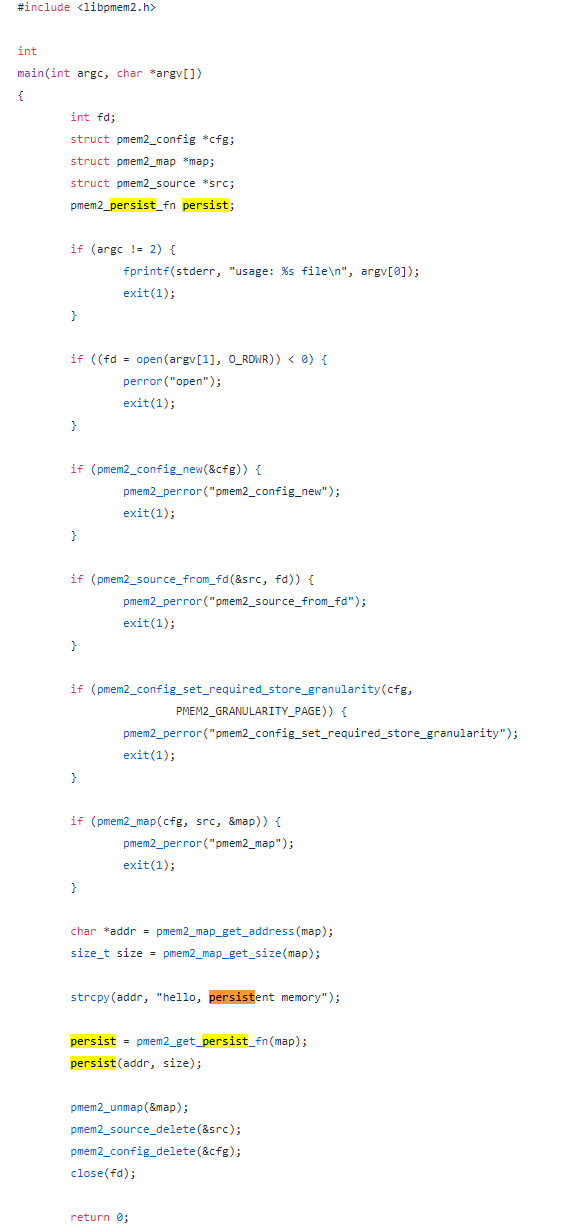 #include <libpmem2.h>
int
main(int argc, char *argv[])
{
int fd;
struct pmem2_config *cfg;
struct pmem2_map *map;
struct pmem2_source *src;
pmem2_persist_fn persist;
if (argc != 2) {
fprintf(stderr, "usage: %s file\n", argv[0]);
exit(1);
}
if ((fd = open(argv[1], O_RDWR)) < 0) {
perror("open");
exit(1);
}
if (pmem2_config_new(&cfg)) {
pmem2_perror("pmem2_config_new");
exit(1);
}
if (pmem2_source_from_fd(&src, fd)) {
pmem2_perror("pmem2_source_from_fd");
exit(1);
}
if (pmem2_config_set_required_store_granularity(cfg,
PMEM2_GRANULARITY_PAGE)) {
pmem2_perror("pmem2_config_set_required_store_granularity");
exit(1);
}
if (pmem2_map(cfg, src, &map)) {
pmem2_perror("pmem2_map");
exit(1);
}
char *addr = pmem2_map_get_address(map);
size_t size = pmem2_map_get_size(map);
strcpy(addr, "hello, persistent memory");
persist = pmem2_get_persist_fn(map);
persist(addr, size);
pmem2_unmap(&map);
pmem2_source_delete(&src);
pmem2_config_delete(&cfg);
close(fd);
return 0;